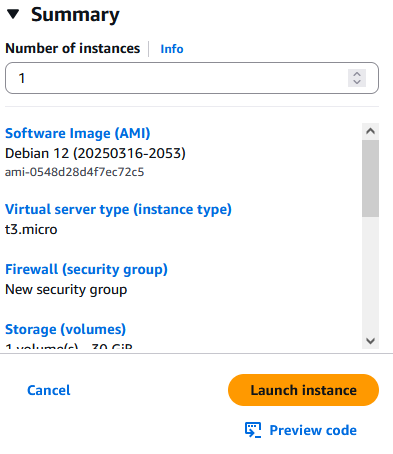 Summary
Number of instances Info
1
Software Image (AMI)
Debian 12 (20250316-2053)
ami-0548d28d4f7ec72c5
Virtual server type (instance type)
t3.micro
Firewall (security group)
New security group
Storage (volumes)
1 volume(s) - 30 GiB
Cancel
Launch instance
Preview code